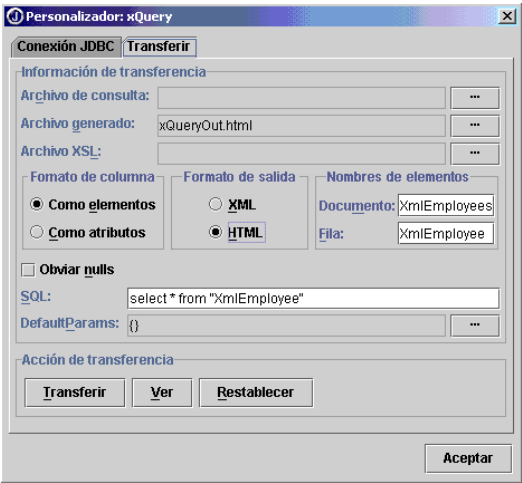 Personalizador: xQuery
Conexión JDBC Transferir
Información de transferencia
Archivo de consulta: ...
Archivo generado: xQueryOut.html ...
Archivo XSL: ...
Fomato de columna Formato de salida Nombres de elementos
Como elementos XML Documento: XmlEmployees
Como atributos HTML Fila: XmlEmployee
Obviar nulls
SQL: select * from "XmlEmployee"
DefaultParams: {} ...
Acción de transferencia
Transferir Ver Restablecer
Aceptar